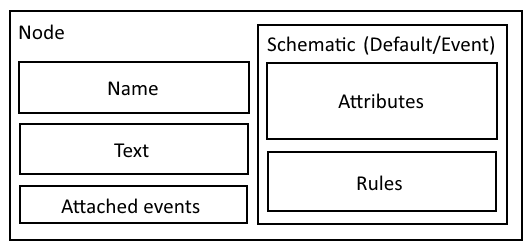 Node
Name
Text
Attached events
Schematic (Default/Event)
Attributes
Rules